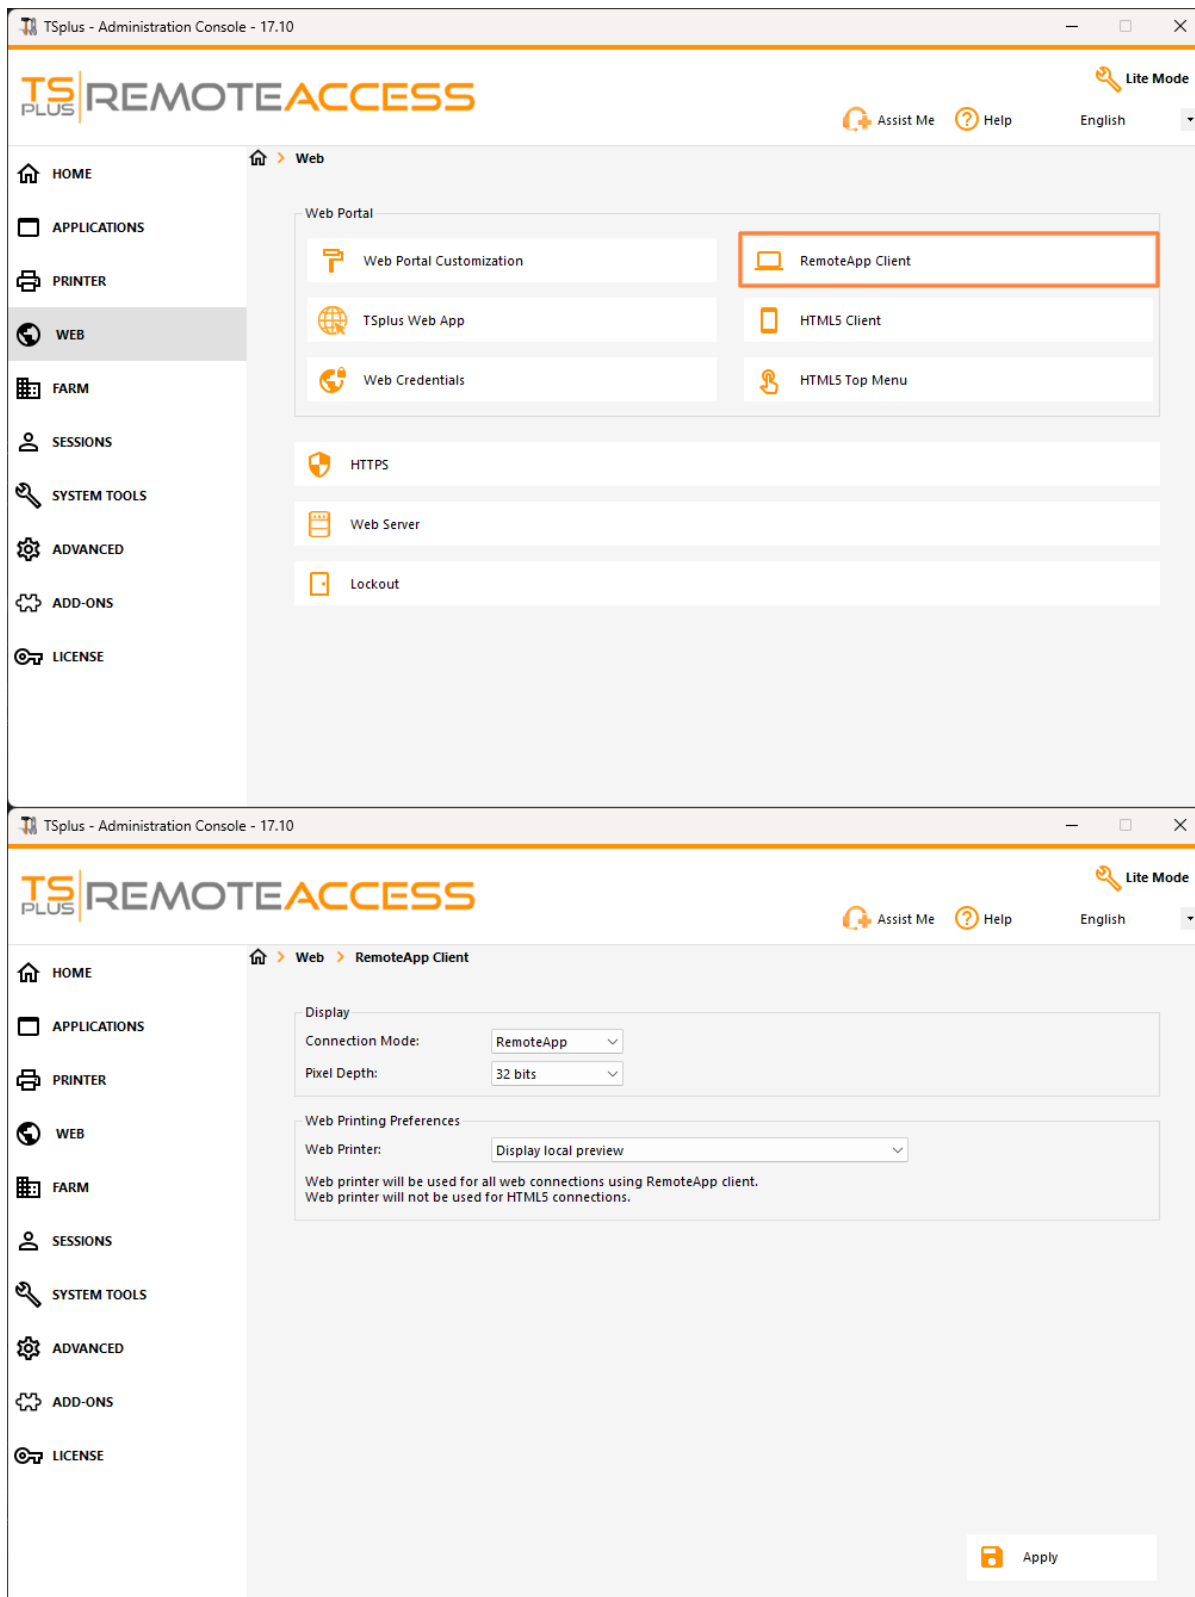 TSplus - Administration Console - 17.10
TS PLUS REMOTEACCESS
Lite Mode
Assist Me
Help
English
HOME
APPLICATIONS
PRINTER
WEB
FARM
SESSIONS
SYSTEM TOOLS
ADVANCED
ADD-ONS
LICENSE
> Web
Web Portal
Web Portal Customization
RemoteApp Client
TSplus Web App
HTML5 Client
Web Credentials
HTML5 Top Menu
HTTPS
Web Server
Lockout
TSplus - Administration Console - 17.10
TS PLUS REMOTEACCESS
Lite Mode
Assist Me
Help
English
HOME
APPLICATIONS
PRINTER
WEB
FARM
SESSIONS
SYSTEM TOOLS
ADVANCED
ADD-ONS
LICENSE
> Web > RemoteApp Client
Display
Connection Mode: RemoteApp
Pixel Depth: 32 bits
Web Printing Preferences
Web Printer: Display local preview
Web printer will be used for all web connections using RemoteApp client.
Web printer will not be used for HTML5 connections.
Apply